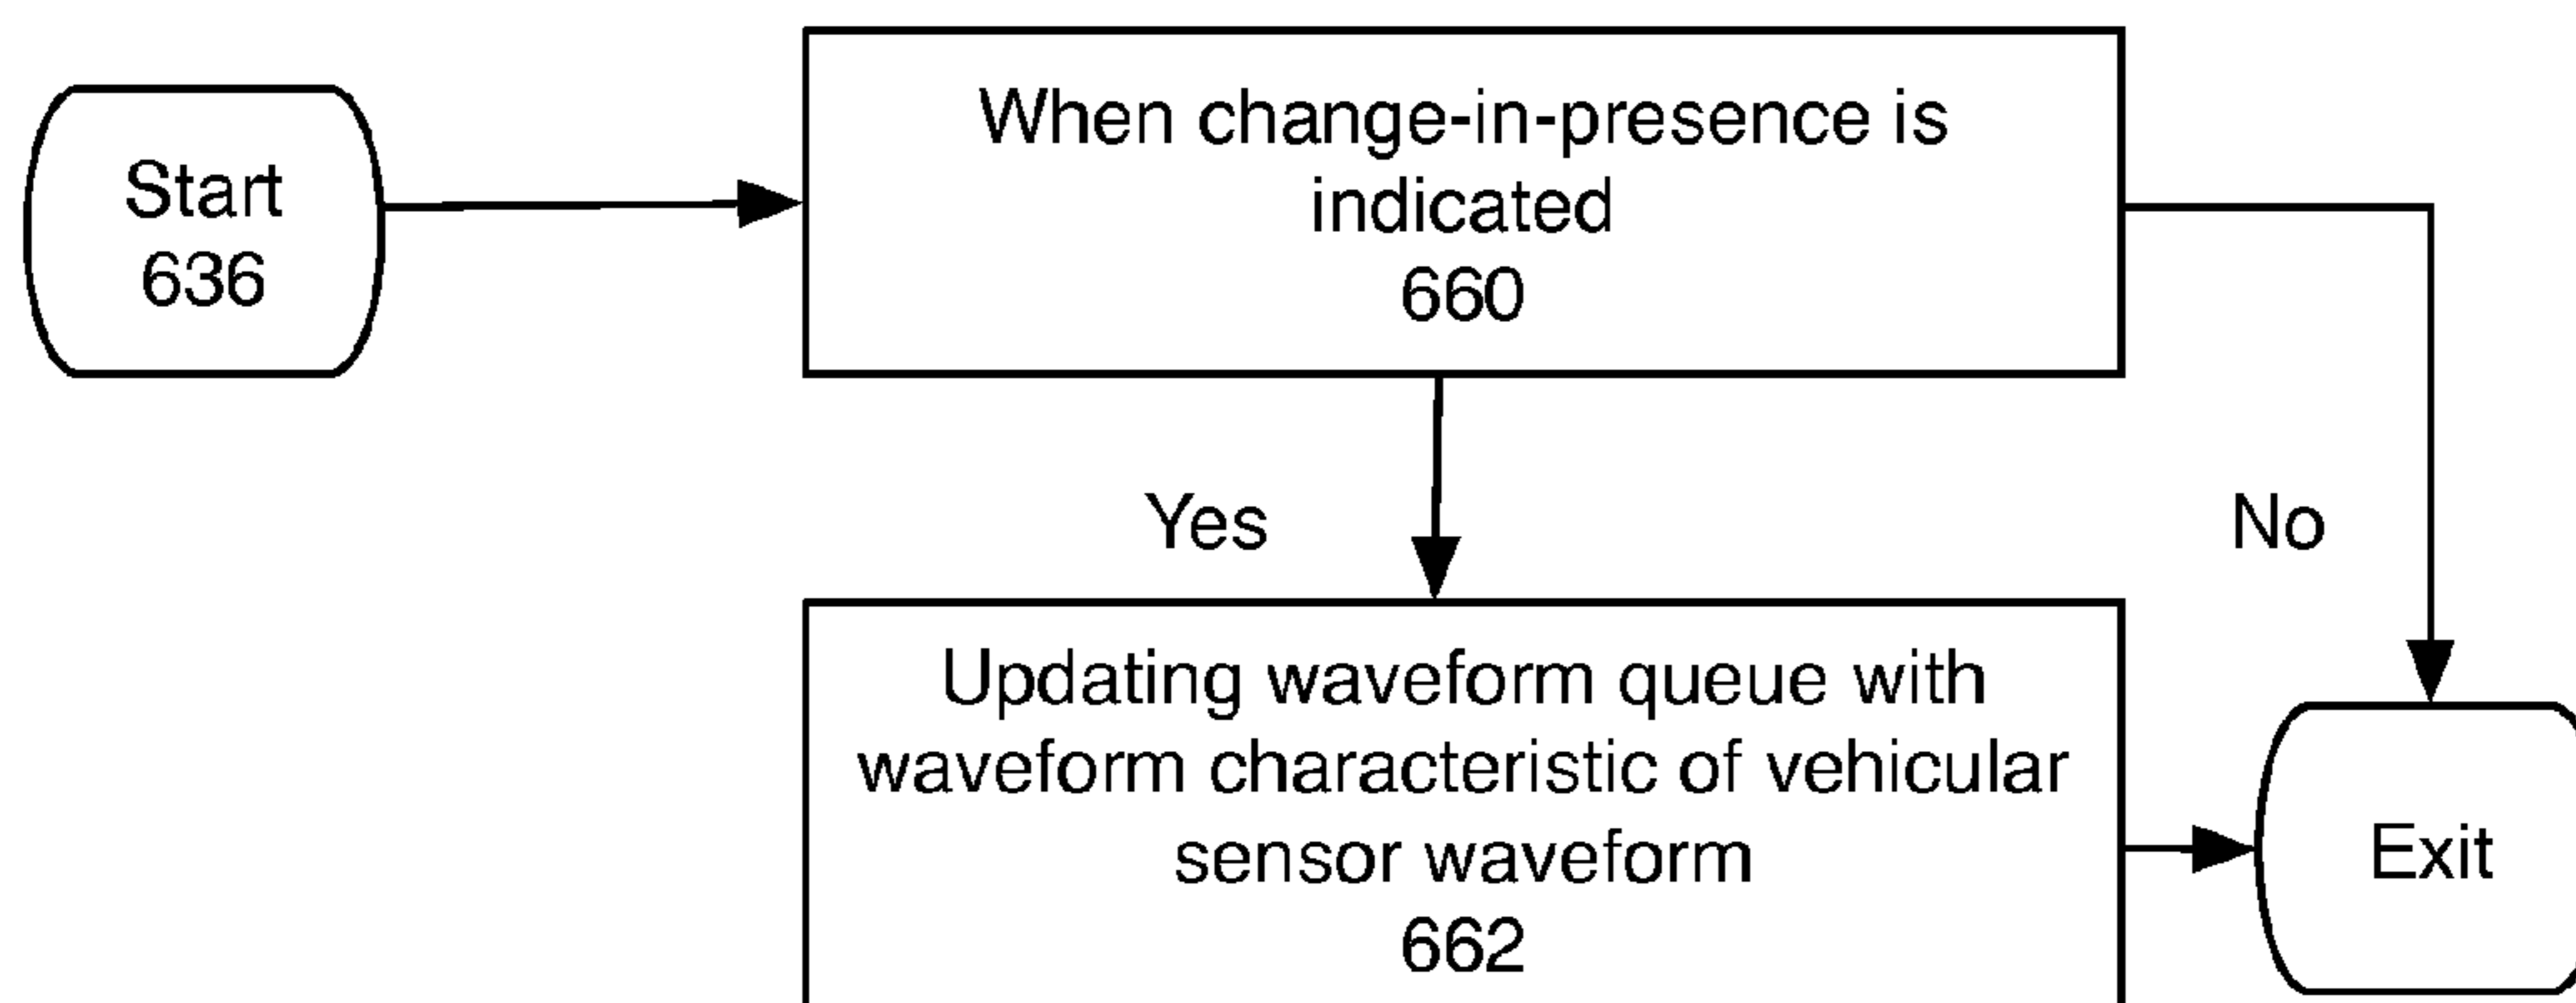 Start
636
When change-in-presence is
indicated
660
Yes
No
Updating waveform queue with
waveform characteristic of vehicular
sensor waveform
662
Exit